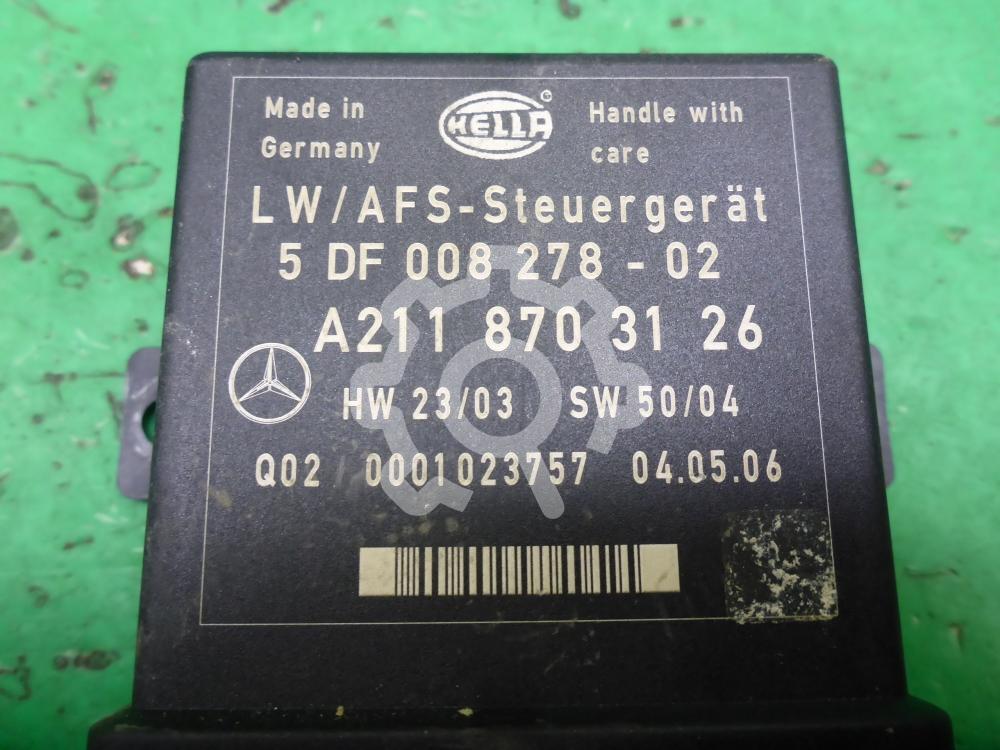 Made in
Germany
HELLA
Handle with
care
LW/AFS-Steuergerät
5 DF 008 278 - 02
A211 870 31 26
HW 23/03 SW 50/04
Q02 / 0001023757 04.05.06